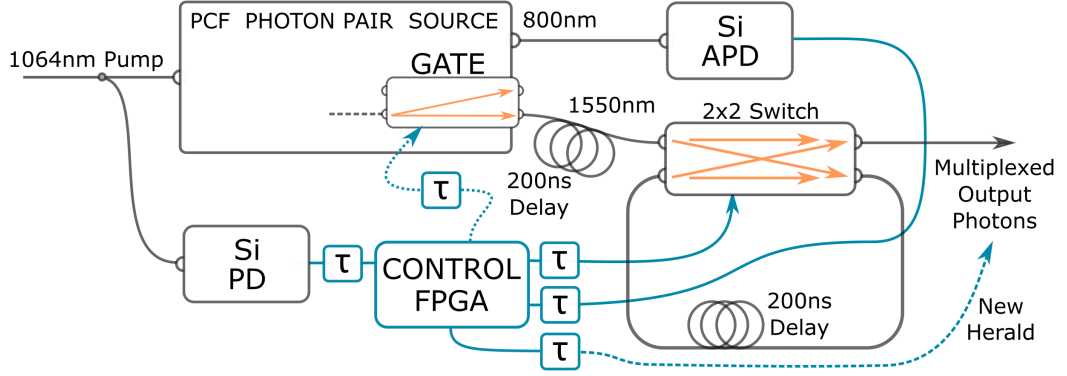 PCF PHOTON PAIR SOURCE
800nm
Si
APD
1064nm Pump
GATE
1550nm
2x2 Switch
200ns
Delay
τ
Multiplexed
Output
Photons
Si
PD
τ
CONTROL
FPGA
τ
τ
τ
200ns
Delay
New
Herald